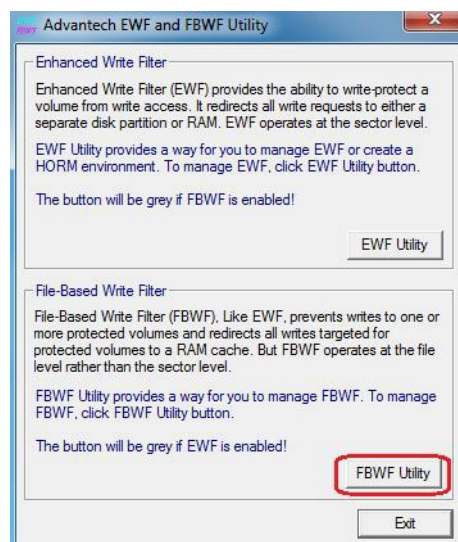 EWF
FBWF
Advantech EWF and FBWF Utility
Enhanced Write Filter
Enhanced Write Filter (EWF) provides the ability to write-protect a
volume from write access. It redirects all write requests to either a
separate disk partition or RAM. EWF operates at the sector level.
EWF Utility provides a way for you to manage EWF or create a
HORM environment. To manage EWF, click EWF Utility button.
The button will be grey if FBWF is enabled!
EWF Utility
File-Based Write Filter
File-Based Write Filter (FBWF), Like EWF, prevents writes to one or
more protected volumes and redirects all writes targeted for
protected volumes to a RAM cache. But FBWF operates at the file
level rather than the sector level.
FBWF Utility provides a way for you to manage FBWF. To manage
FBWF, click FBWF Utility button.
The button will be grey if EWF is enabled!
FBWF Utility
Exit